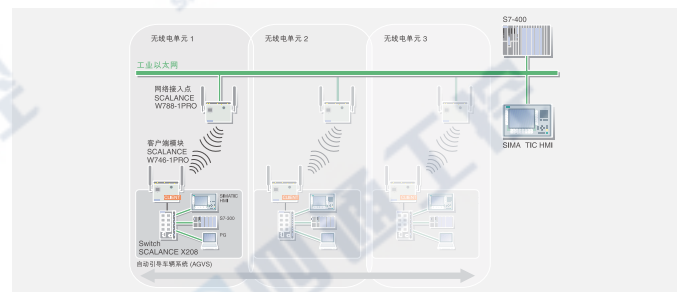 无线电单元 1
无线电单元 2
无线电单元 3
S7-400
工业以太网
网络接入点
SCALANCE
W788-1PRO
SIMA TIC HMI
客户端模块
SCALANCE
W746-1PRO
SIMATIC
HMI
S7-300
PG
Switch
SCALANCE X208
自动引导车辆系统 (AGVS)